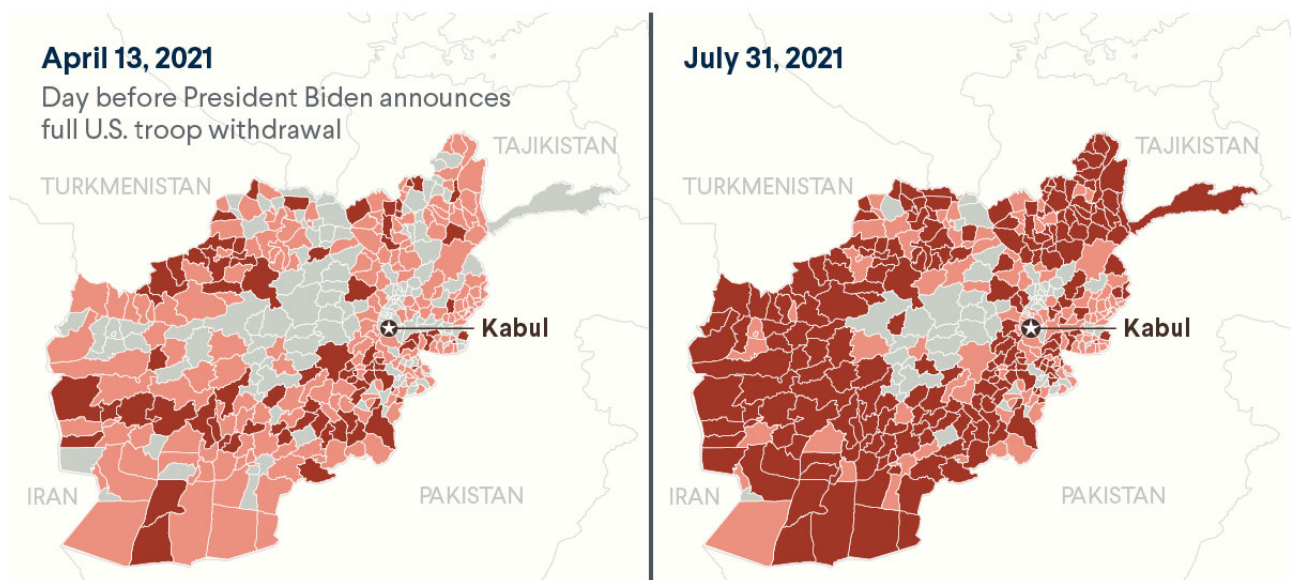 April 13, 2021
Day before President Biden announces
full U.S. troop withdrawal
TAJIKISTAN
TURKMENISTAN
Kabul
IRAN
PAKISTAN
July 31, 2021
TAJIKISTAN
TURKMENISTAN
Kabul
IRAN
PAKISTAN